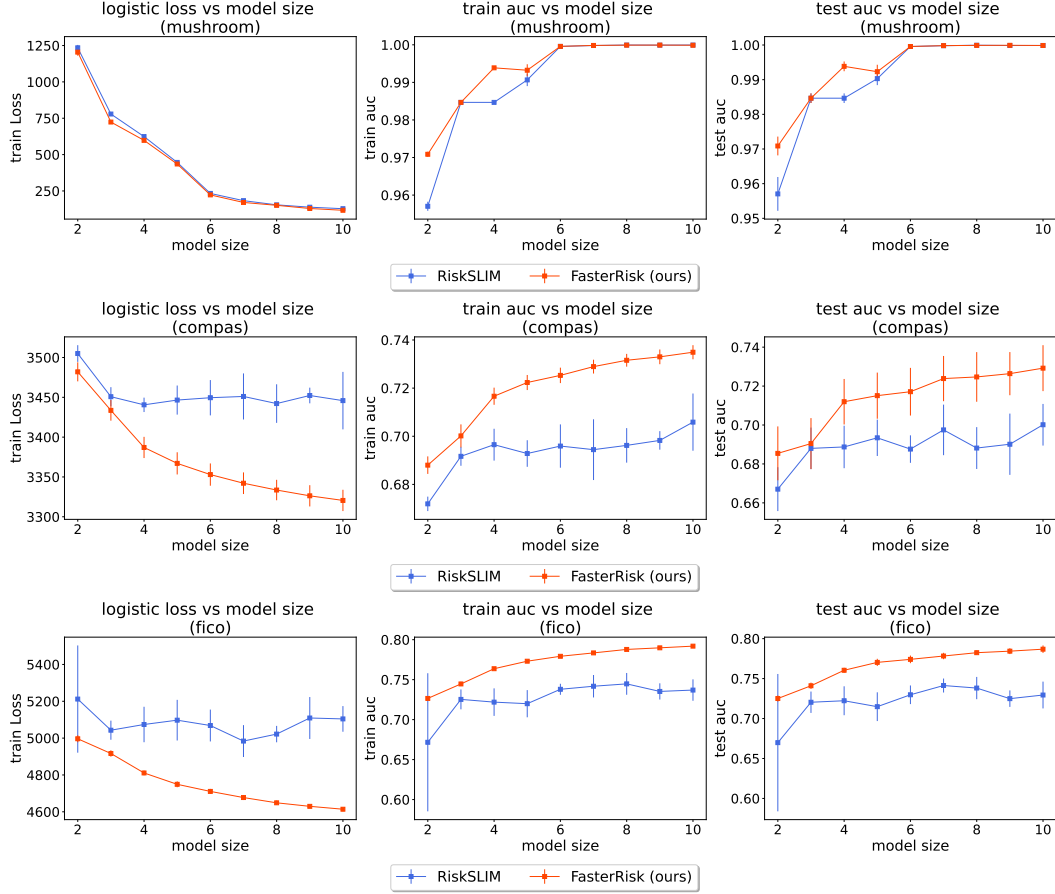 logistic loss vs model size
(mushroom)
train Loss
1250
1000
750
500
250
2 4 6 8 10
model size
train auc vs model size
(mushroom)
train auc
1.00
0.99
0.98
0.97
0.96
2 4 6 8 10
model size
test auc vs model size
(mushroom)
test auc
1.00
0.99
0.98
0.97
0.96
0.95
2 4 6 8 10
model size
RiskSLIM FasterRisk (ours)
logistic loss vs model size
(compas)
train Loss
3500
3450
3400
3350
3300
2 4 6 8 10
model size
train auc vs model size
(compas)
train auc
0.74
0.72
0.70
0.68
2 4 6 8 10
model size
test auc vs model size
(compas)
test auc
0.74
0.72
0.70
0.68
0.66
2 4 6 8 10
model size
RiskSLIM FasterRisk (ours)
logistic loss vs model size
(fico)
train Loss
5400
5200
5000
4800
4600
2 4 6 8 10
model size
train auc vs model size
(fico)
train auc
0.80
0.75
0.70
0.65
0.60
2 4 6 8 10
model size
test auc vs model size
(fico)
test auc
0.80
0.75
0.70
0.65
0.60
2 4 6 8 10
model size
RiskSLIM FasterRisk (ours)